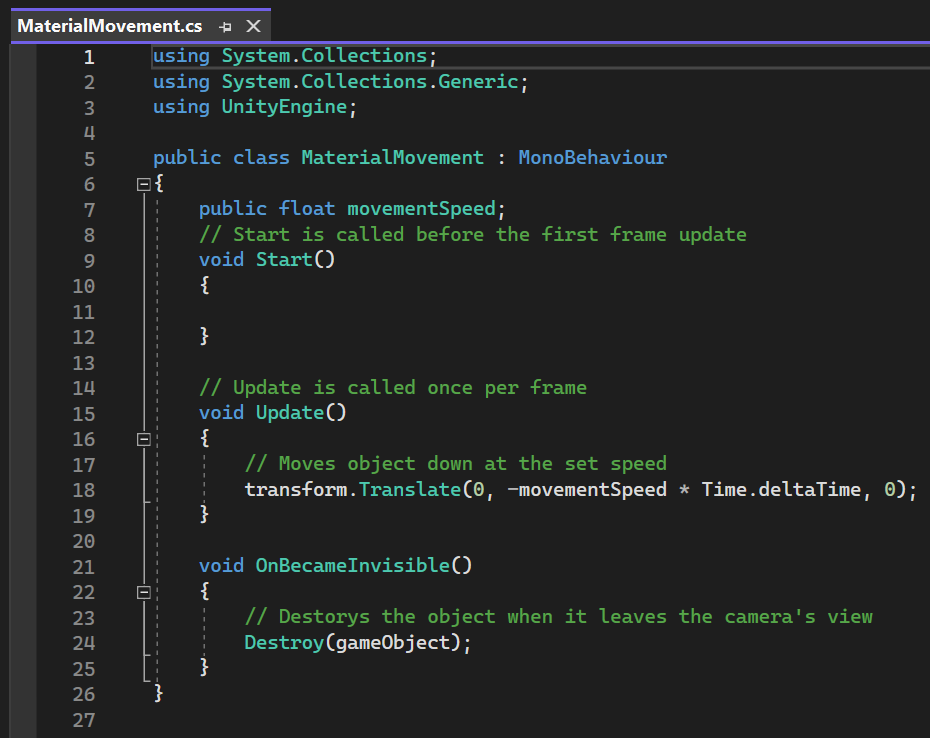 MaterialMovement.cs
1 using System.Collections;
2 using System.Collections.Generic;
3 using UnityEngine;
4
5 public class MaterialMovement : MonoBehaviour
6 {
7 public float movementSpeed;
8 // Start is called before the first frame update
9 void Start()
10 {
11
12 }
13
14 // Update is called once per frame
15 void Update()
16 {
17 // Moves object down at the set speed
18 transform.Translate(0, -movementSpeed * Time.deltaTime, 0);
19 }
20
21 void OnBecameInvisible()
22 {
23 // Destorys the object when it leaves the camera's view
24 Destroy(gameObject);
25 }
26 }
27